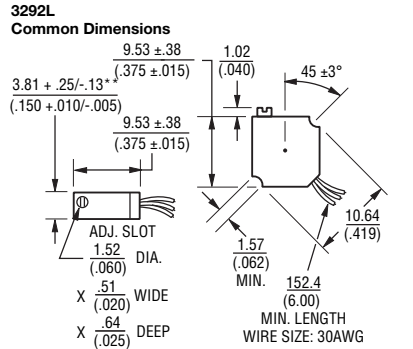 3292L
Common Dimensions
9.53 ±.38
(.375 ±.015)
1.02
(.040)
45 ±3°
3.81 + .25/-.13**
(.150 +.010/-.005)
9.53 ±.38
(.375 ±.015)
ADJ. SLOT
1.52
(.060)
DIA.
X .51
(.020)
WIDE
X .64
(.025)
DEEP
1.57
(.062)
MIN.
10.64
(.419)
152.4
(6.00)
MIN. LENGTH
WIRE SIZE: 30AWG